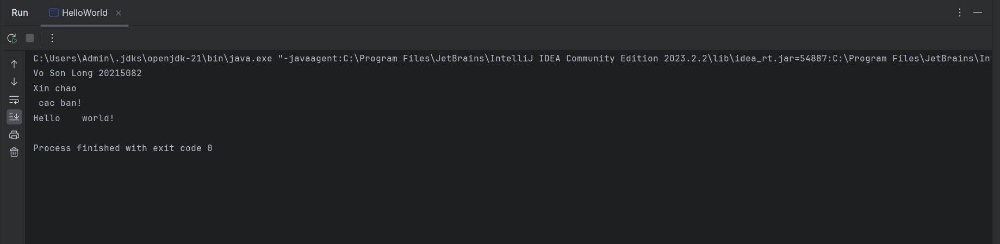 Run HelloWorld
C:\Users\Admin\.jdks\openjdk-21\bin\java.exe "-javaagent:C:\Program Files\JetBrains\IntelliJ IDEA Community Edition 2023.2.2\lib\idea_rt.jar=54887:C:\Program Files\JetBrains\In
Vo Son Long 20215082
Xin chao
 cac ban!
Hello    world!
Process finished with exit code 0